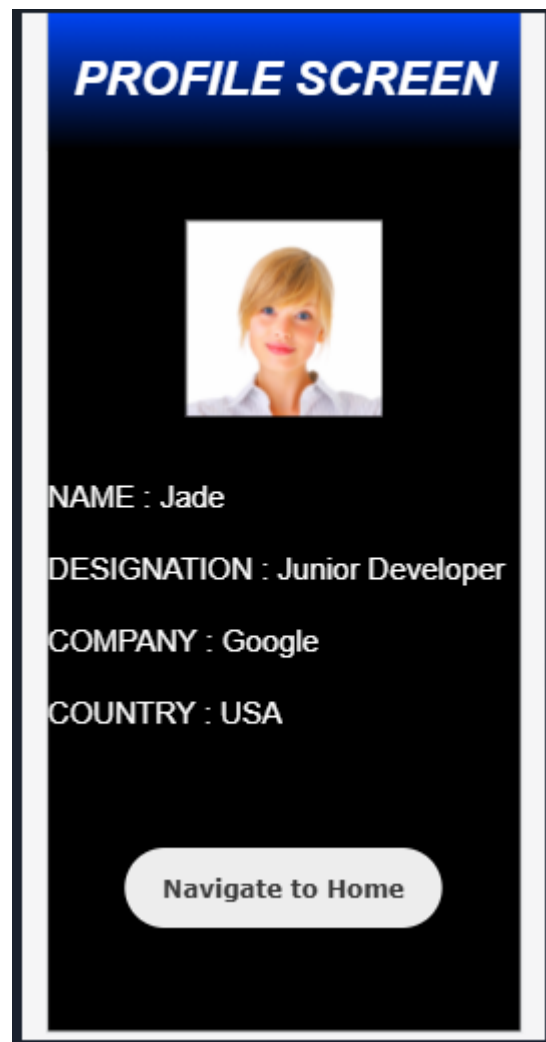 PROFILE SCREEN
NAME : Jade
DESIGNATION : Junior Developer
COMPANY : Google
COUNTRY : USA
Navigate to Home